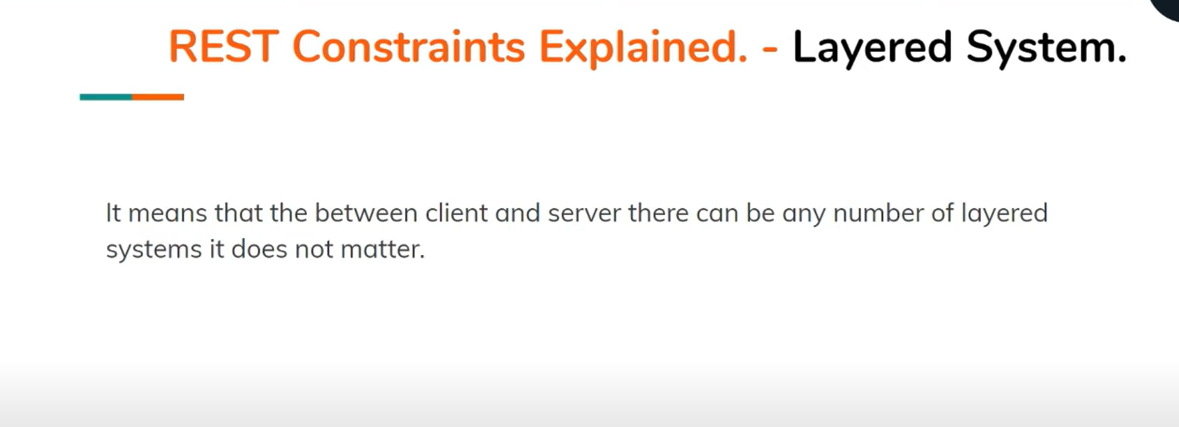 REST Constraints Explained. - Layered System.
It means that the between client and server there can be any number of layered
systems it does not matter.